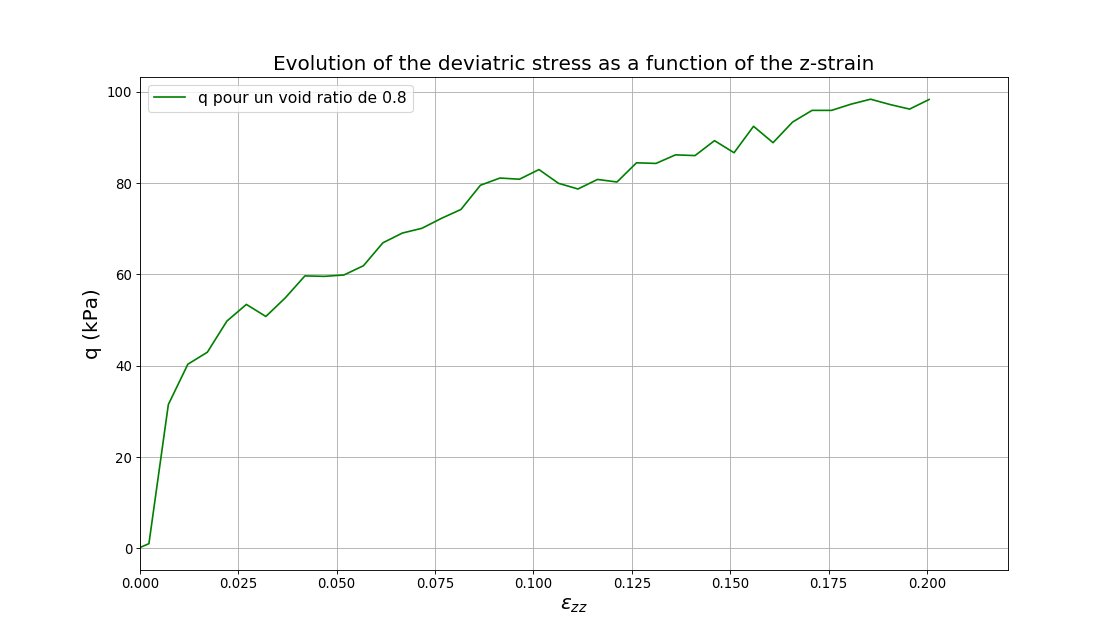 Evolution of the deviatric stress as a function of the z-strain
q pour un void ratio de 0.8
100
80
60
40
20
0
q (kPa)
0.000 0.025 0.050 0.075 0.100 0.125 0.150 0.175 0.200
εzz